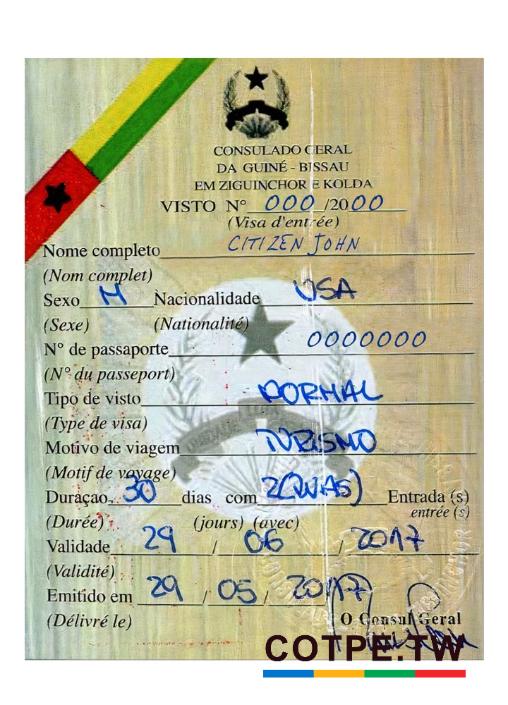 CONSULADO GERAL
DA GUINÉ - BISSAU
EM ZIGUINCHOR E KOLDA
VISTO N° 000 /2000
(Visa d'entrée)
Nome completo CITIZEN JOHN
(Nom complet)
Sexo M Nacionalidade USA
(Sexe) (Nationalité)
N° de passaporte 0000000
(N° du passeport)
Tipo de visto NORMAL
(Type de visa)
Motivo de viagem TURISMO
(Motif de voyage)
Duraçao 30 dias com 2(DUAS) Entrada (s)
(Durée) (jours) (avec) entrée (s)
Validade 29 / 06 / 2017
(Validité)
Emitido em 29 / 05 / 2017
(Délivré le) O Consul Geral
COTPE.TW